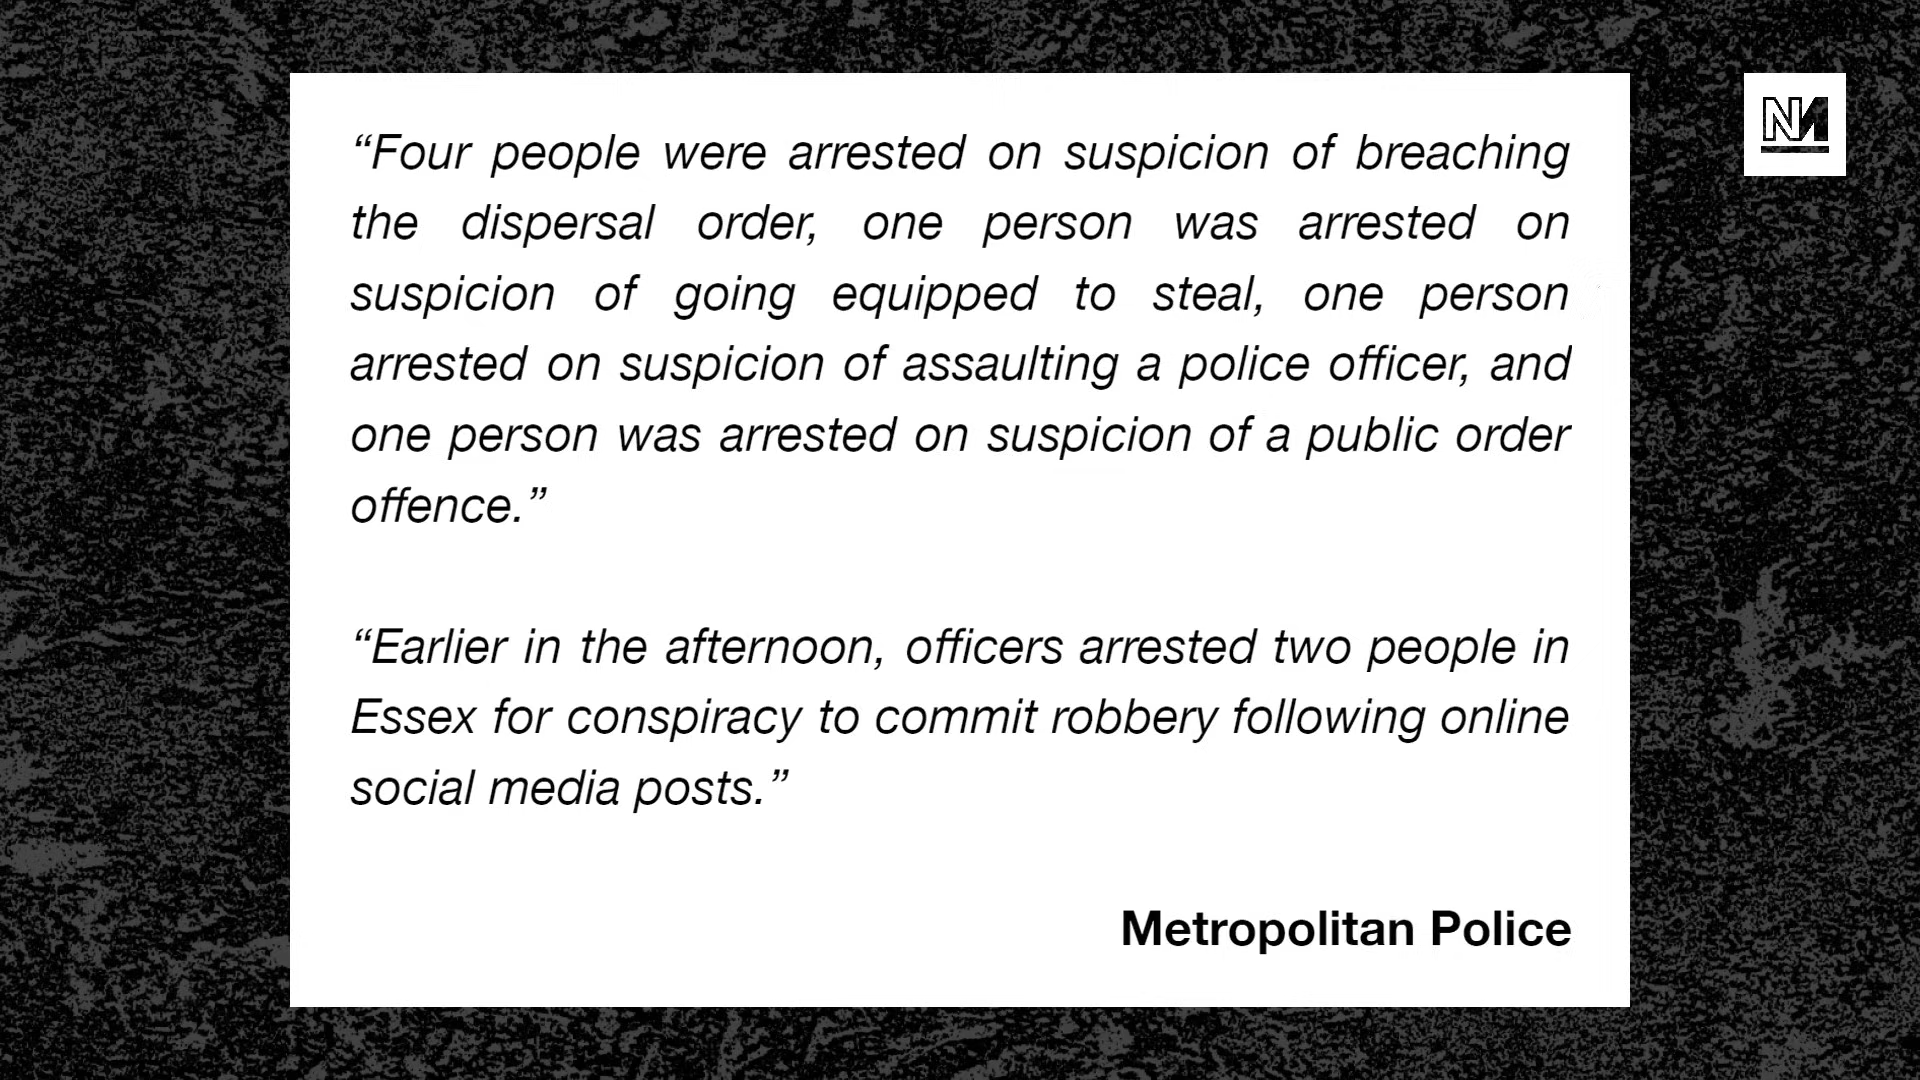 “Four people were arrested on suspicion of breaching
the dispersal order, one person was arrested on
suspicion of going equipped to steal, one person
arrested on suspicion of assaulting a police officer, and
one person was arrested on suspicion of a public order
offence.”
“Earlier in the afternoon, officers arrested two people in
Essex for conspiracy to commit robbery following online
social media posts.”
Metropolitan Police